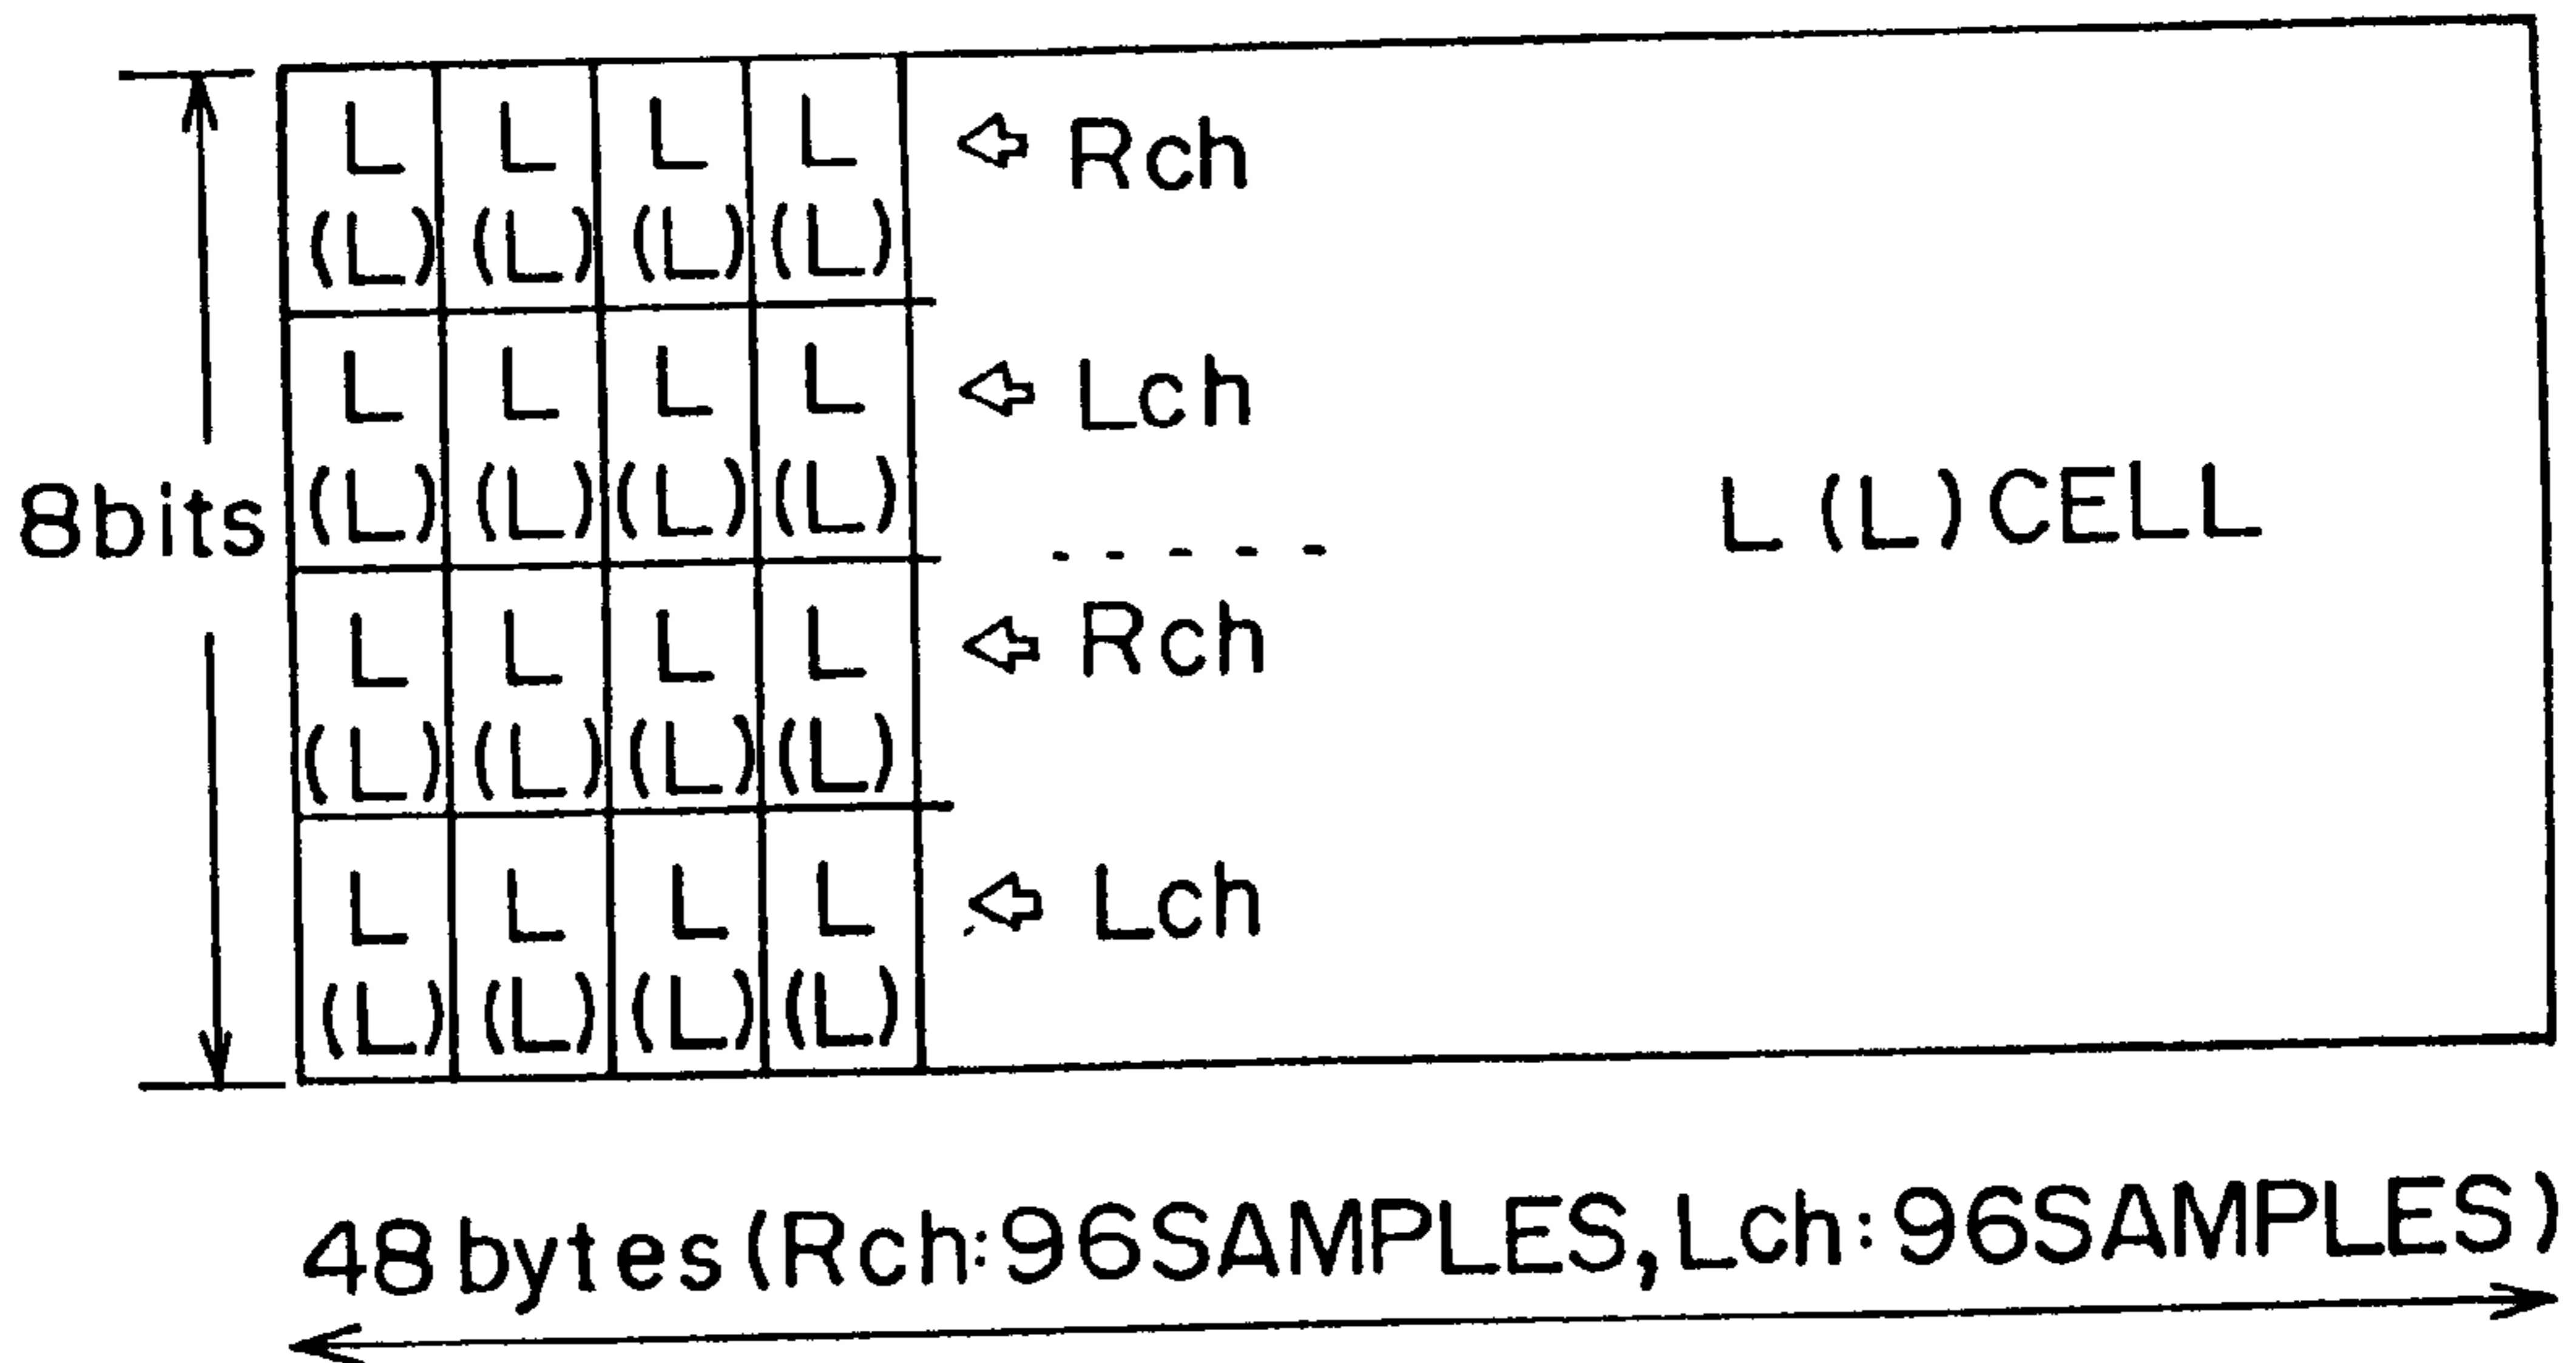 L L L L Rch
(L) (L) (L) (L)
L L L L Lch
(L) (L) (L) (L)
8bits
L (L) CELL
L L L L Rch
(L) (L) (L) (L)
L L L L Lch
(L) (L) (L) (L)
48 bytes (Rch:96SAMPLES, Lch:96SAMPLES)